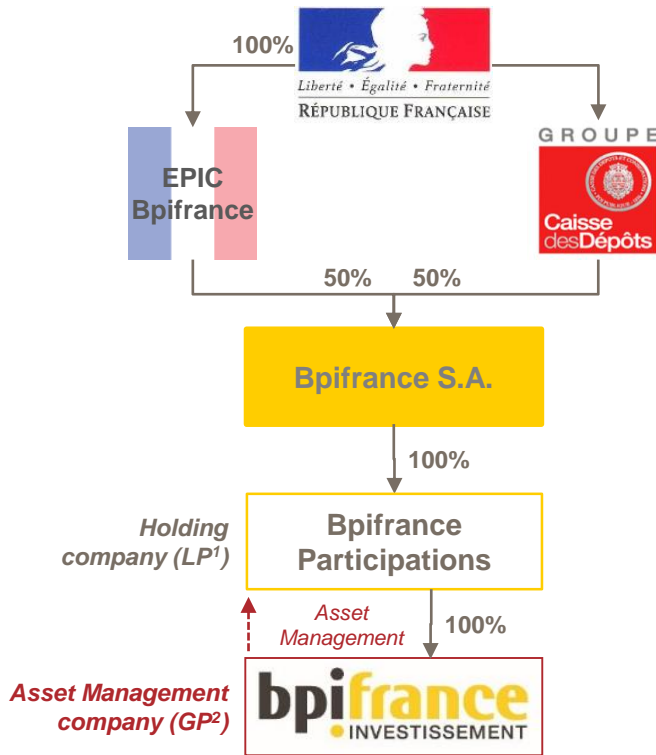 100%
Liberté • Égalité • Fraternité
RÉPUBLIQUE FRANÇAISE
EPIC
Bpifrance
GROUPE
Caisse
desDépôts
50% 50%
Bpifrance S.A.
100%
Holding
company (LP¹)
Bpifrance
Participations
Asset
Management
100%
Asset Management
company (GP²)
bpifrance
INVESTISSEMENT